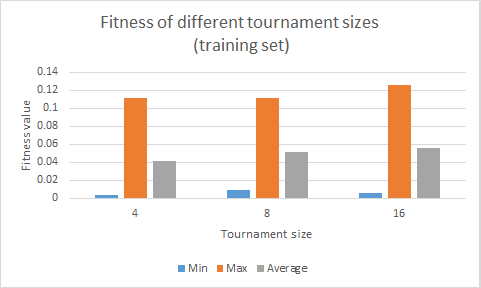 Fitness of different tournament sizes
(training set)
0.14
0.12
0.1
0.08
0.06
0.04
0.02
0
Fitness value
4 8 16
Tournament size
Min Max Average